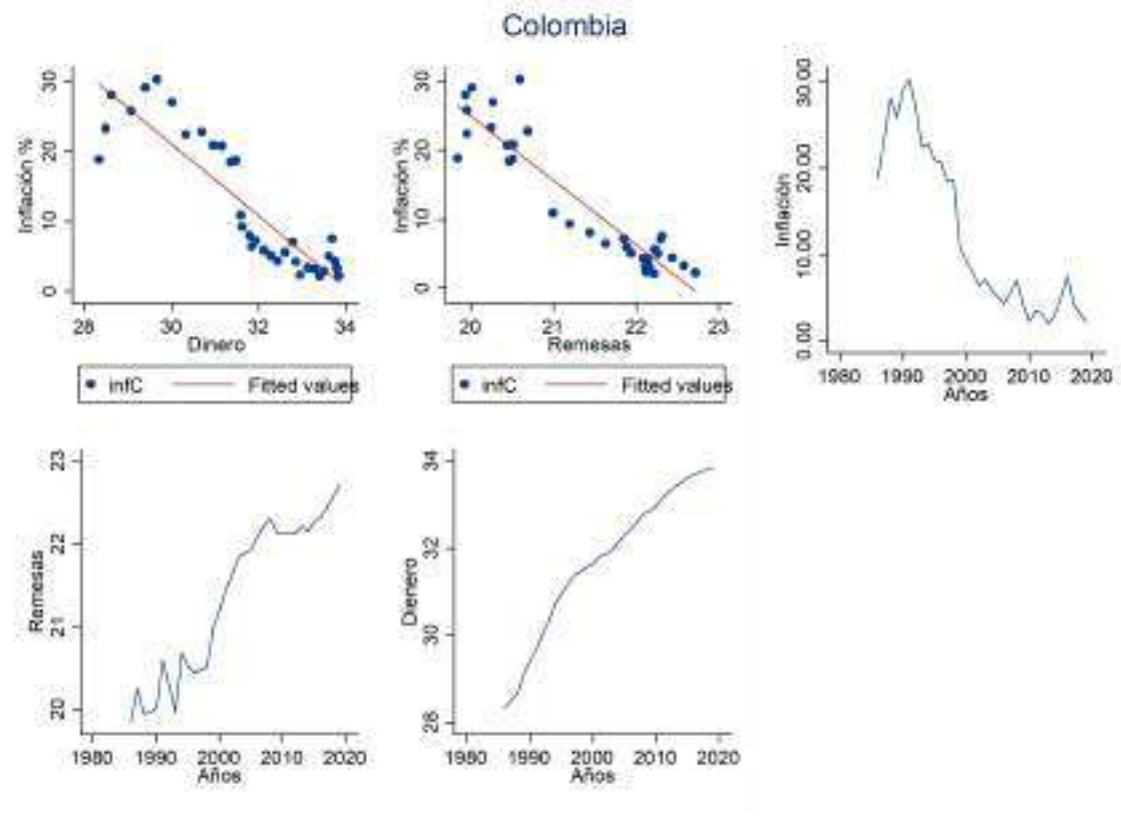 Colombia
Inflación %
30
20
10
0
28 30 32 34
Dinero
infC Fitted values
Inflación %
30
20
10
0
20 21 22 23
Remesas
infC Fitted values
Inflación
30.00
20.00
10.00
0.00
1980 1990 2000 2010 2020
Años
Remesas
23
22
21
20
1980 1990 2000 2010 2020
Años
Dienero
34
32
30
28
1980 1990 2000 2010 2020
Años